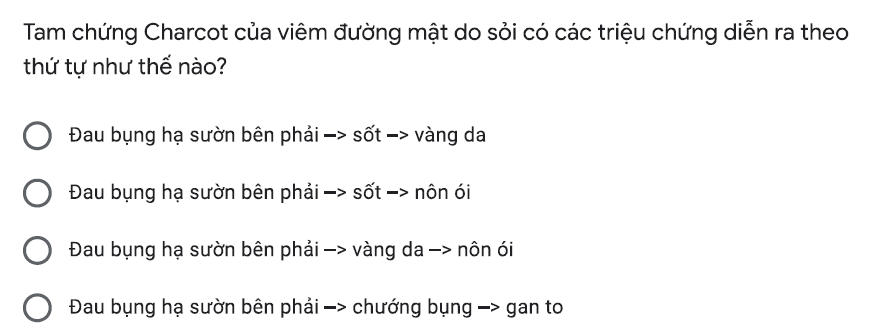 Tam chứng Charcot của viêm đường mật do sỏi có các triệu chứng diễn ra theo
thứ tự như thế nào?
Đau bụng hạ sườn bên phải —> sốt —> vàng da
Đau bụng hạ sườn bên phải —> sốt —> nôn ói
Đau bụng hạ sườn bên phải —> vàng da —> nôn ói
Đau bụng hạ sườn bên phải —> chướng bụng —> gan to